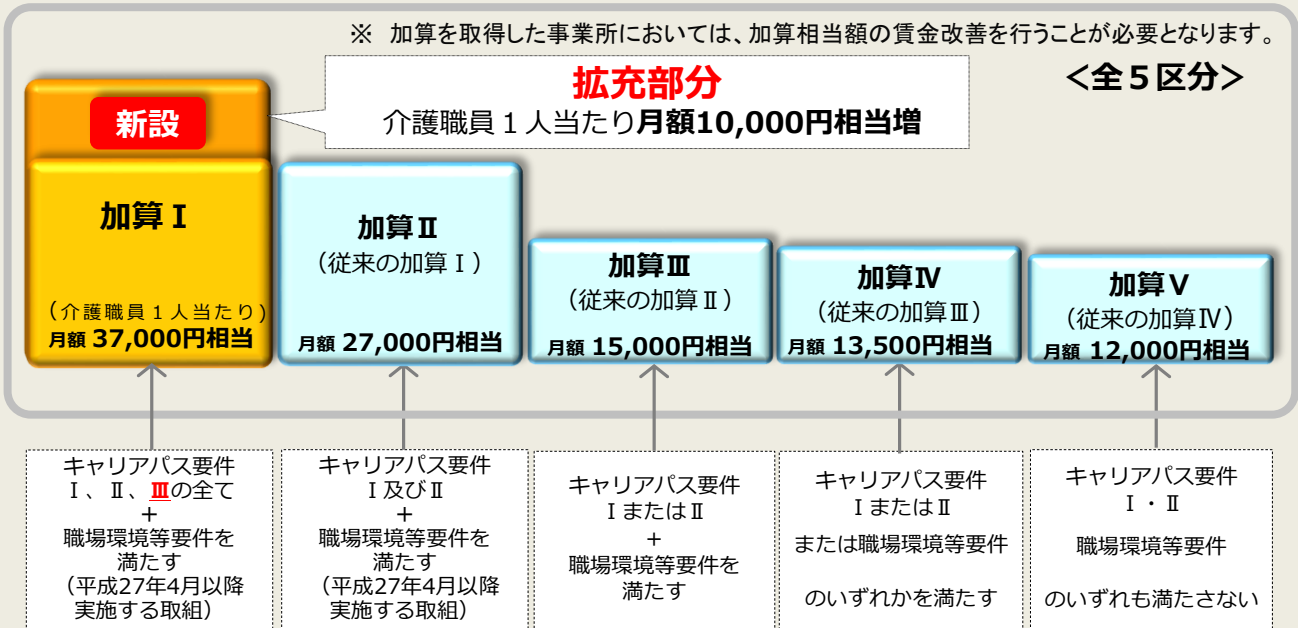 ※ 加算を取得した事業所においては、加算相当額の賃金改善を行うことが必要となります。
拡充部分
介護職員1人当たり月額10,000円相当増
<全5区分>
新設
加算Ⅰ
(介護職員1人当たり)
月額 37,000円相当
加算Ⅱ
(従来の加算Ⅰ)
月額 27,000円相当
加算Ⅲ
(従来の加算Ⅱ)
月額 15,000円相当
加算Ⅳ
(従来の加算Ⅲ)
月額 13,500円相当
加算Ⅴ
(従来の加算Ⅳ)
月額 12,000円相当
キャリアパス要件
Ⅰ、Ⅱ、Ⅲの全て
+
職場環境等要件を
満たす
(平成27年4月以降
実施する取組)
キャリアパス要件
Ⅰ及びⅡ
+
職場環境等要件を
満たす
(平成27年4月以降
実施する取組)
キャリアパス要件
ⅠまたはⅡ
+
職場環境等要件を
満たす
キャリアパス要件
ⅠまたはⅡ
または職場環境等要件
のいずれかを満たす
キャリアパス要件
Ⅰ・Ⅱ
職場環境等要件
のいずれも満たさない